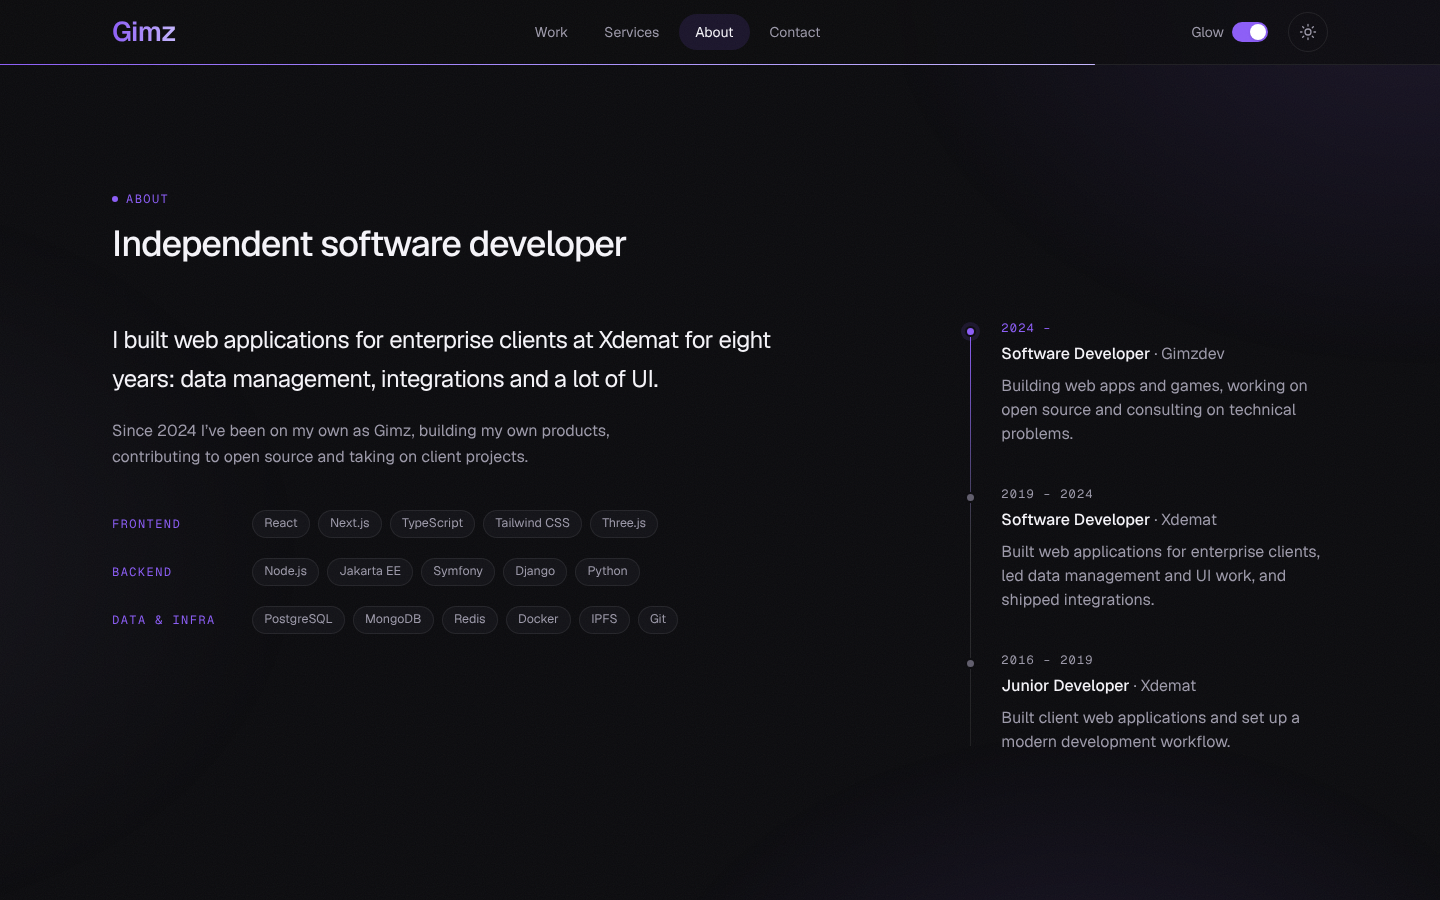 Gimz
Work
Services
About
Contact
Glow
ABOUT
Independent software developer
I built web applications for enterprise clients at Xdemat for eight
years: data management, integrations and a lot of UI.
Since 2024 I've been on my own as Gimz, building my own products,
contributing to open source and taking on client projects.
FRONTEND
React
Next.js
TypeScript
Tailwind CSS
Three.js
BACKEND
Node.js
Jakarta EE
Symfony
Django
Python
DATA & INFRA
PostgreSQL
MongoDB
Redis
Docker
IPFS
Git
2024 –
Software Developer · Gimzdev
Building web apps and games, working on
open source and consulting on technical
problems.
2019 – 2024
Software Developer · Xdemat
Built web applications for enterprise clients,
led data management and UI work, and
shipped integrations.
2016 – 2019
Junior Developer · Xdemat
Built client web applications and set up a
modern development workflow.